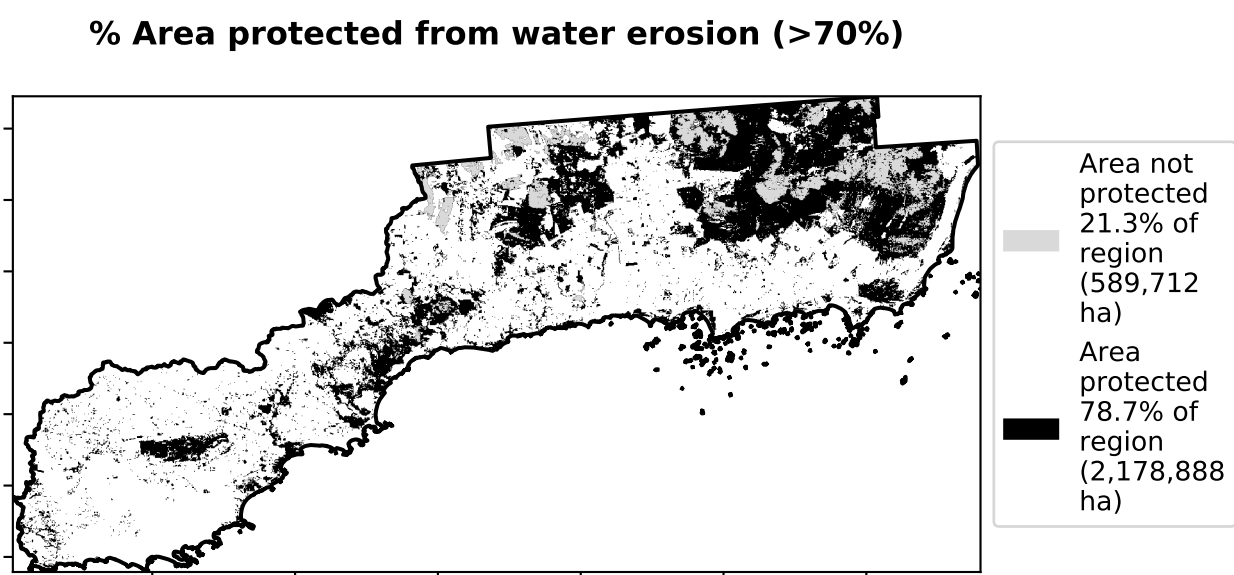 % Area protected from water erosion (>70%)
Area not
protected
21.3% of
region
(589,712
ha)
Area
protected
78.7% of
region
(2,178,888
ha)